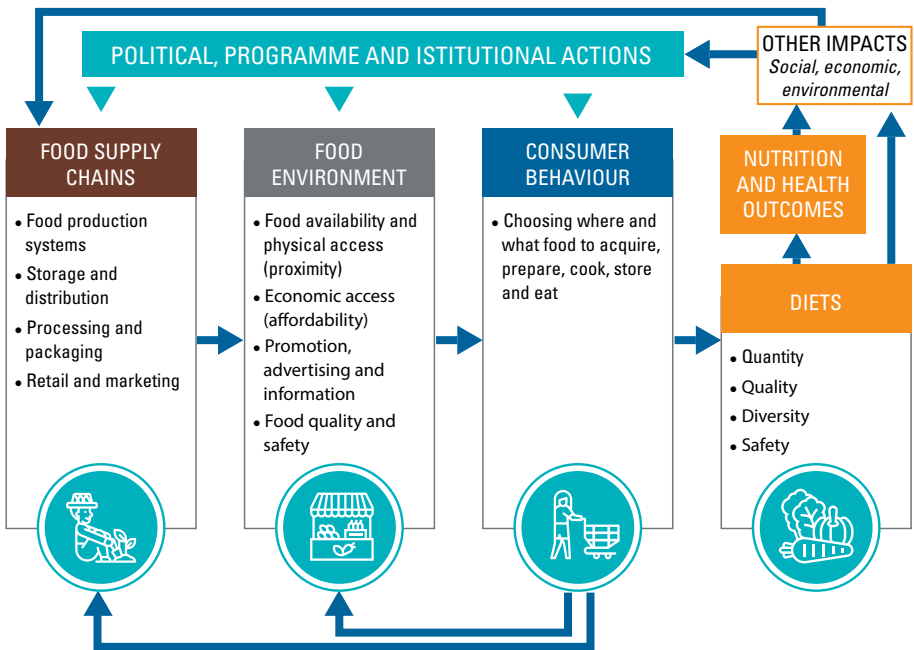 POLITICAL, PROGRAMME AND ISTITUTIONAL ACTIONS
OTHER IMPACTS
Social, economic,
environmental
FOOD SUPPLY
CHAINS
• Food production
systems
• Storage and
distribution
• Processing and
packaging
• Retail and marketing
FOOD
ENVIRONMENT
• Food availability and
physical access
(proximity)
• Economic access
(affordability)
• Promotion,
advertising and
information
• Food quality and
safety
CONSUMER
BEHAVIOUR
• Choosing where and
what food to acquire,
prepare, cook, store
and eat
NUTRITION
AND HEALTH
OUTCOMES
DIETS
• Quantity
• Quality
• Diversity
• Safety